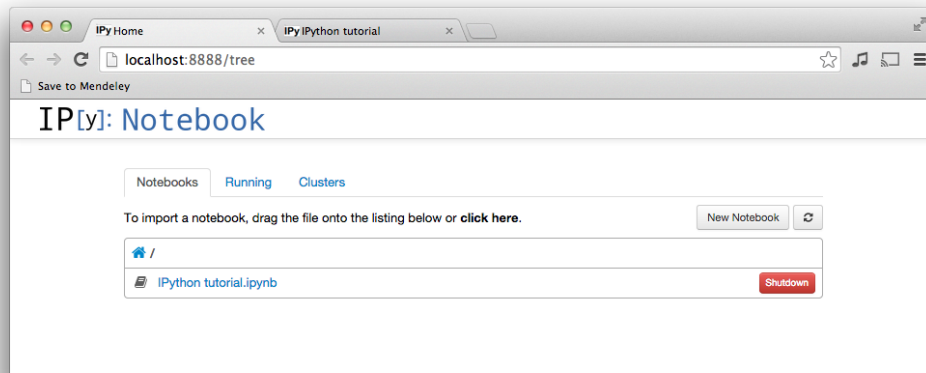 IPy Home × IPy IPython tutorial ×
localhost:8888/tree
Save to Mendeley
IP[y]: Notebook
Notebooks Running Clusters
To import a notebook, drag the file onto the listing below or click here. New Notebook
/
IPython tutorial.ipynb Shutdown